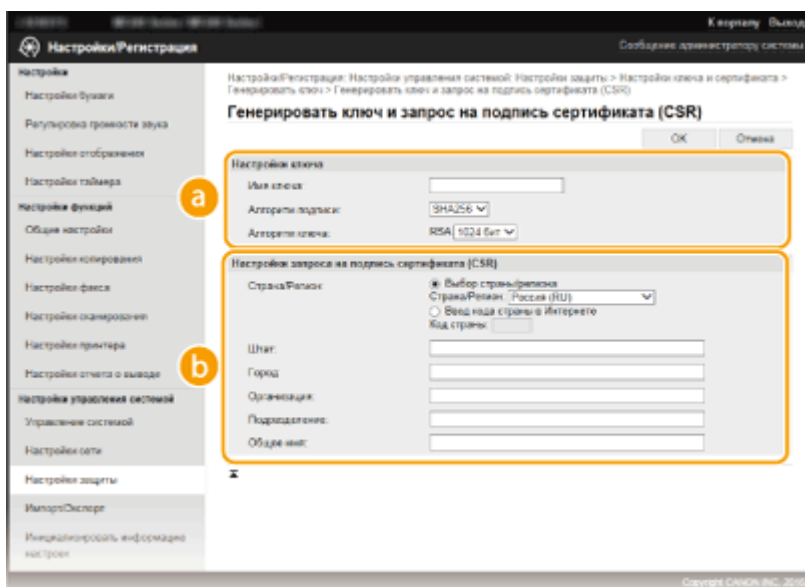 К порталу Выход
Настройки/Регистрация
Сообщение администратору системы
Настройки
Настройки бумаги
Регулировка громкости звука
Настройки отображения
Настройки таймера
Настройки функций
Общие настройки
Настройки копирования
Настройки факса
Настройки сканирования
Настройки принтера
Настройки отчета о выводе
Настройки управления системой
Управление системой
Настройки сети
Настройки защиты
Импорт/Экспорт
Инициализировать информацию
настроек
Настройки/Регистрация: Настройки управления системой: Настройки защиты > Настройки ключа и сертификата >
Генерировать ключ > Генерировать ключ и запрос на подпись сертификата (CSR)
Генерировать ключ и запрос на подпись сертификата (CSR)
OK Отмена
a
Настройки ключа
Имя ключа:
Алгоритм подписи: SHA256
Алгоритм ключа: RSA 1024 бит
b
Настройки запроса на подпись сертификата (CSR)
Страна/Регион: Выбор страны/региона
Страна/Регион: Россия (RU)
Ввод кода страны в Интернете
Код страны:
Штат:
Город:
Организация:
Подразделение:
Общее имя:
Copyright CANON INC. 2015